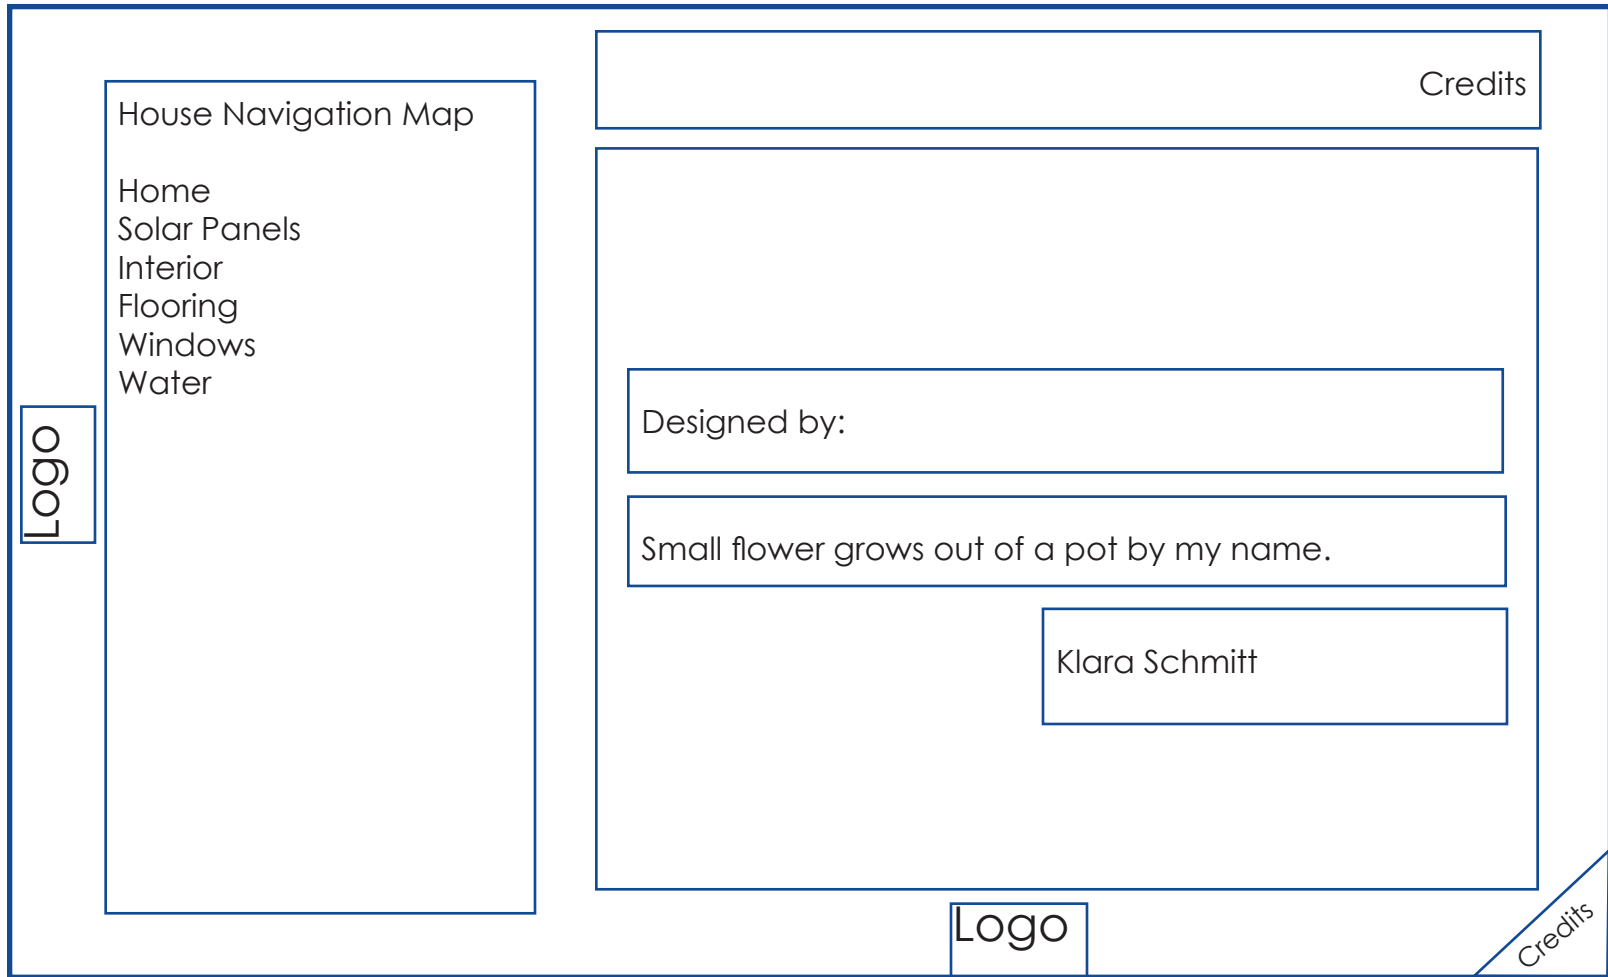 Logo
House Navigation Map
Home
Solar Panels
Interior
Flooring
Windows
Water
Credits
Designed by:
Small flower grows out of a pot by my name.
Klara Schmitt
Logo
Credits